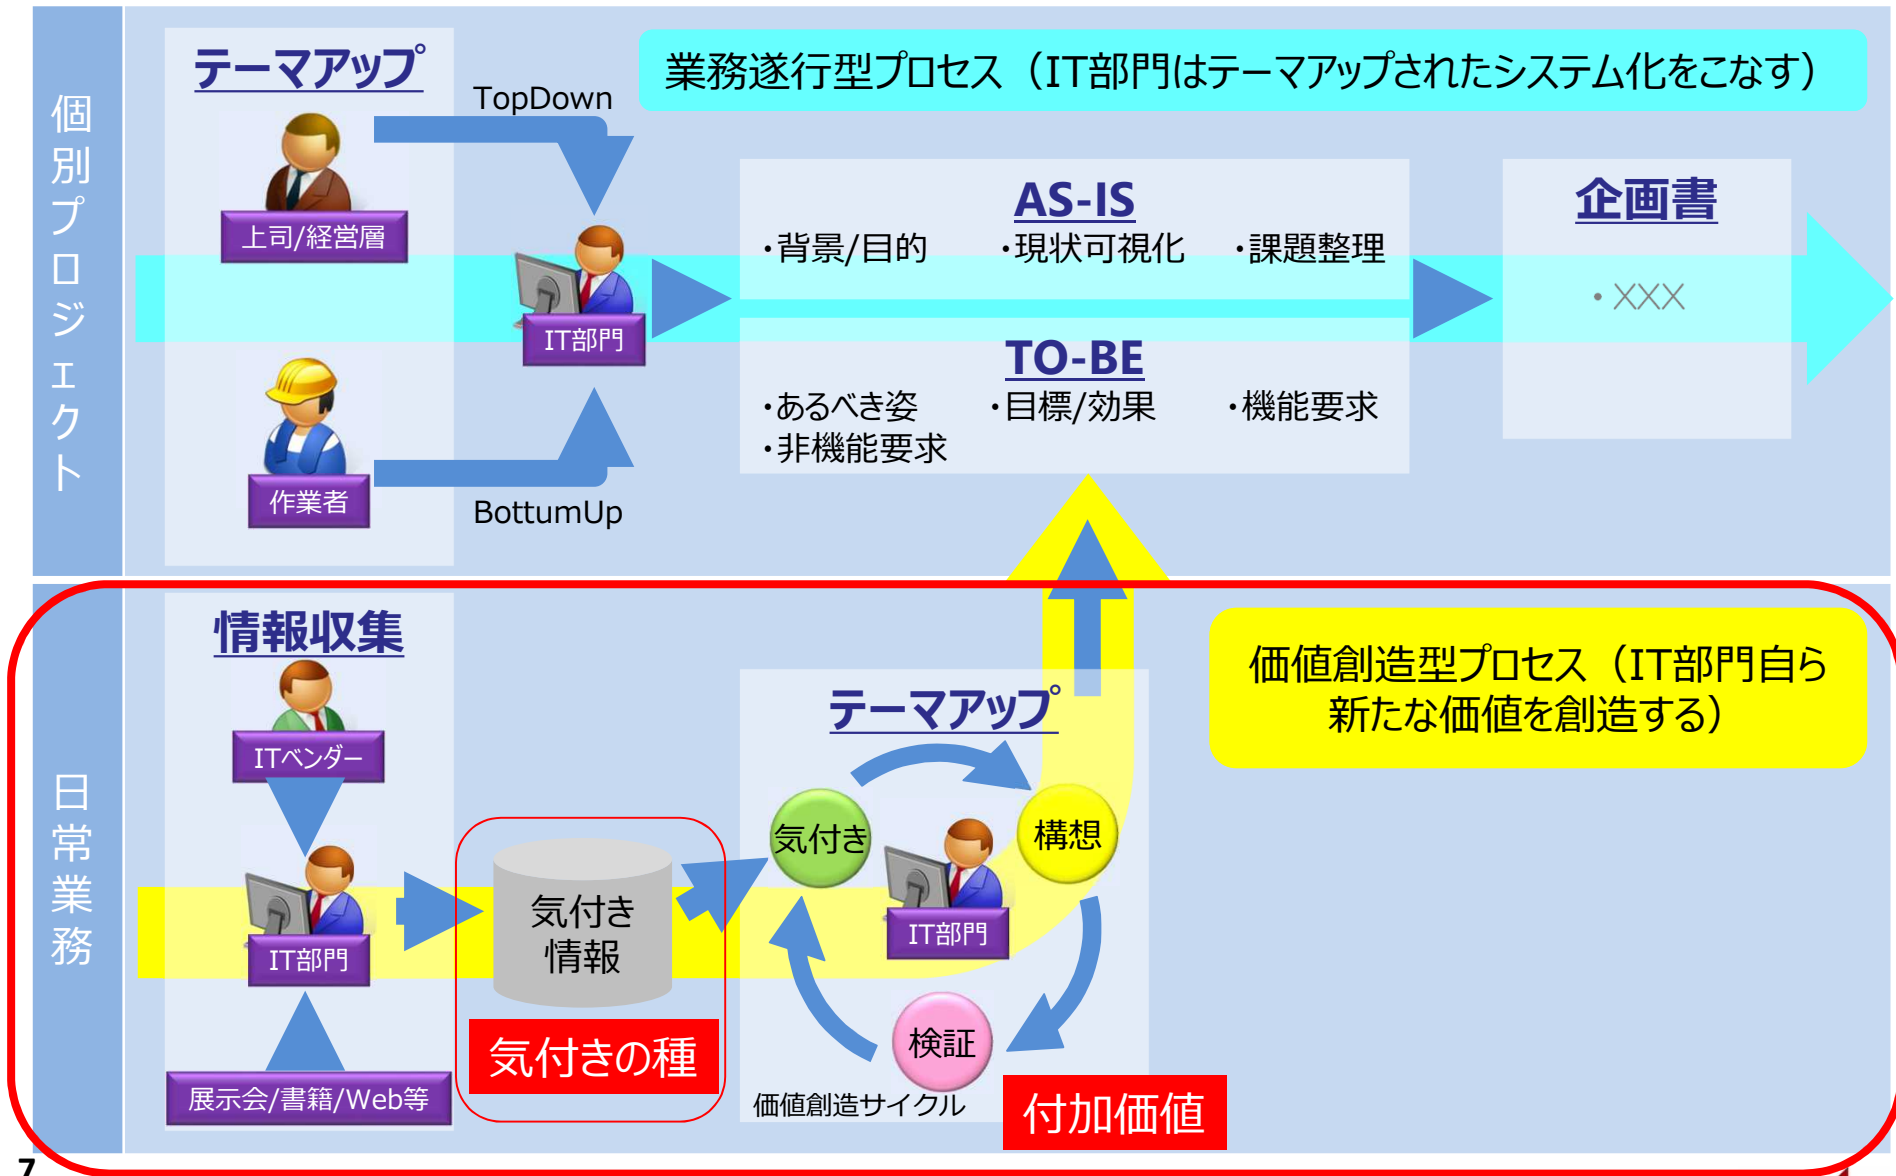 個別プロジェクト
テーマアップ
上司/経営層
作業者
TopDown
BottumUp
IT部門
業務遂行型プロセス（IT部門はテーマアップされたシステム化をこなす）
AS-IS
・背景/目的 ・現状可視化 ・課題整理
TO-BE
・あるべき姿 ・目標/効果 ・機能要求
・非機能要求
企画書
・XXX
日常業務
情報収集
ITベンダー
IT部門
展示会/書籍/Web等
気付き
情報
気付きの種
テーマアップ
気付き
構想
IT部門
検証
価値創造サイクル
付加価値
価値創造型プロセス（IT部門自ら
新たな価値を創造する）
7